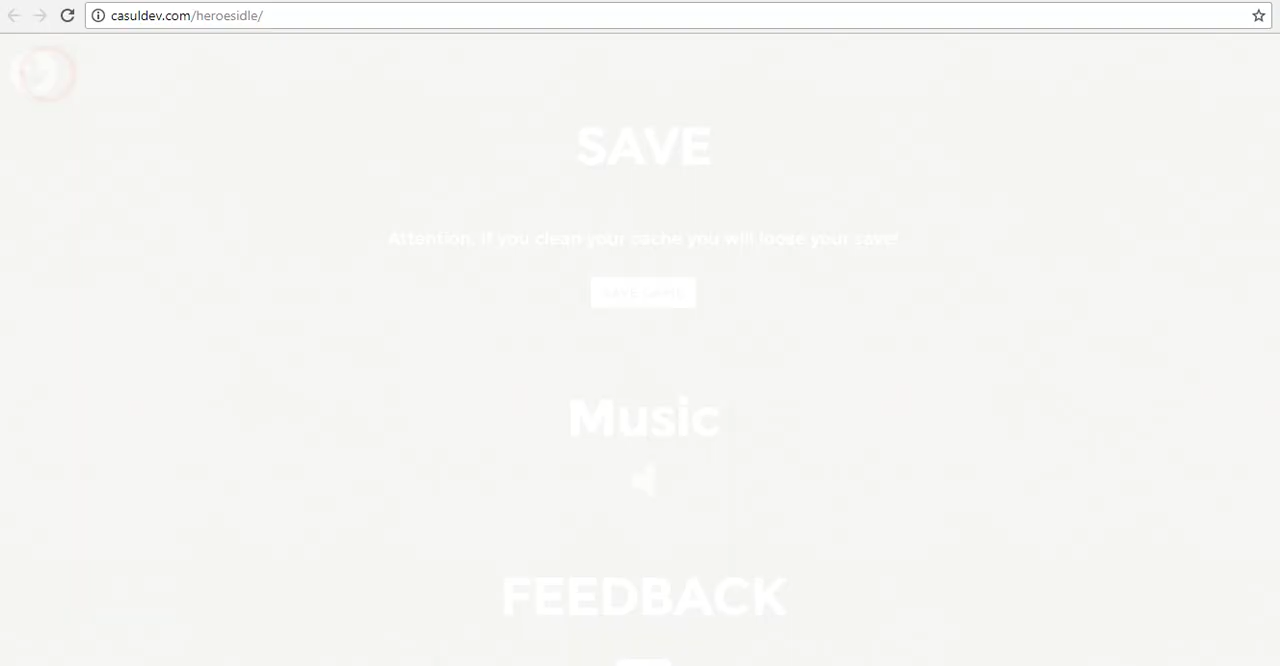 casuldev.com/heroesidle/
SAVE
Attention, if you clean your cache you will loose your save!
SAVE GAME
Music
FEEDBACK